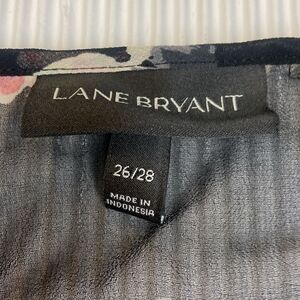 LANE BRYANT
26/28
MADE IN
INDONESIA